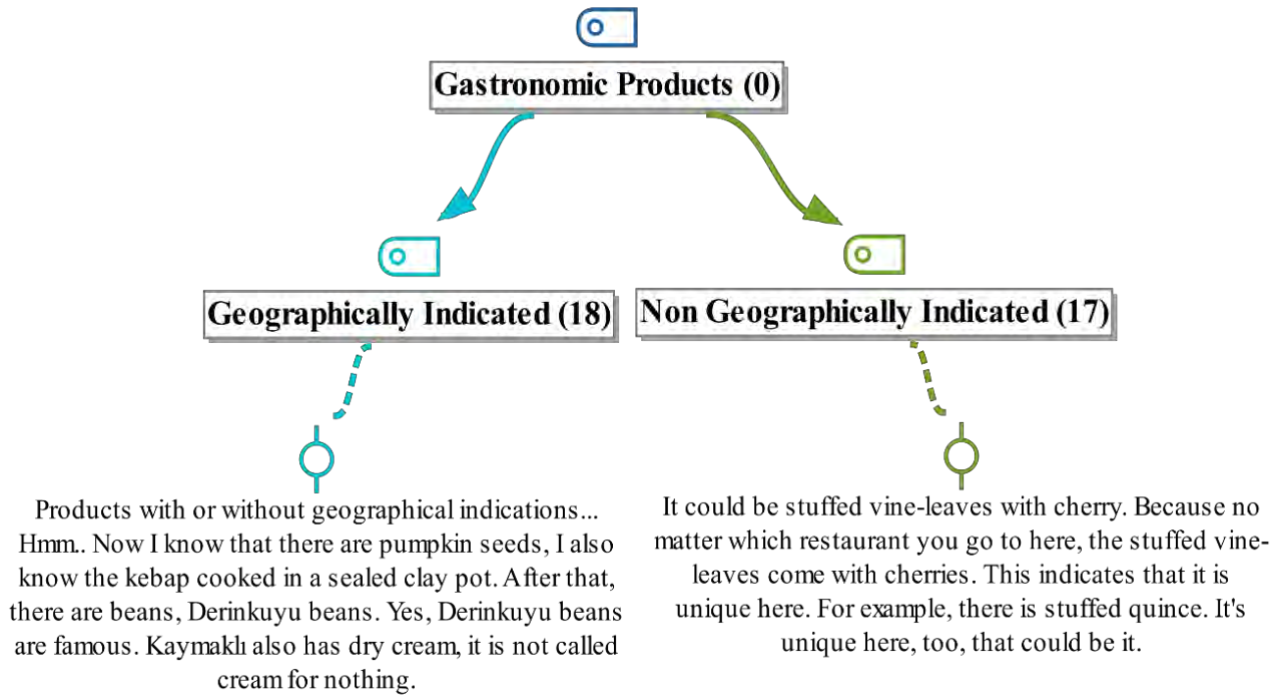 Gastronomic Products (0)
Geographically Indicated (18)
Non Geographically Indicated (17)
Products with or without geographical indications...
Hmm.. Now I know that there are pumpkin seeds, I also
know the kebap cooked in a sealed clay pot. After that,
there are beans, Derinkuyu beans. Yes, Derinkuyu beans
are famous. Kaymaklı also has dry cream, it is not called
cream for nothing.
It could be stuffed vine-leaves with cherry. Because no
matter which restaurant you go to here, the stuffed vine-
leaves come with cherries. This indicates that it is
unique here. For example, there is stuffed quince. It's
unique here, too, that could be it.